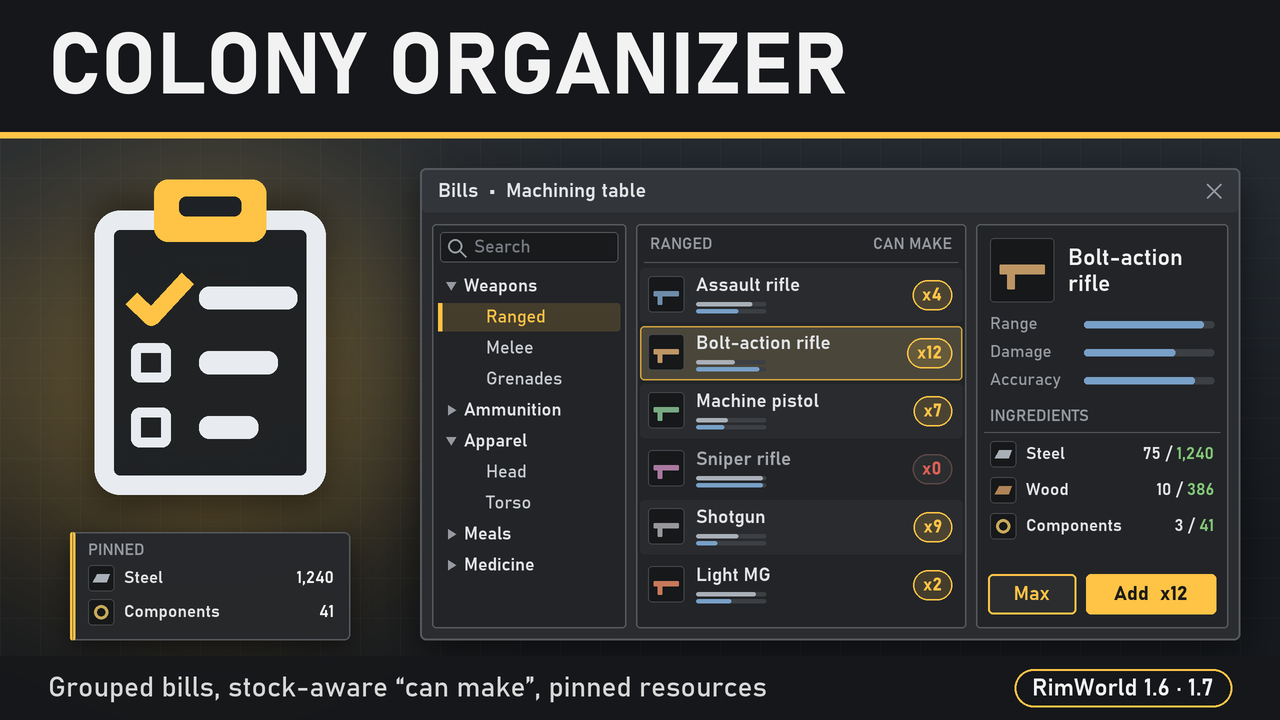 COLONY ORGANIZER
Bills · Machining table
Search
Weapons
Ranged
Melee
Grenades
Ammunition
Apparel
Head
Torso
Meals
Medicine
RANGED CAN MAKE
Assault rifle x4
Bolt-action rifle x12
Machine pistol x7
Sniper rifle x0
Shotgun x9
Light MG x2
Bolt-action
rifle
Range
Damage
Accuracy
INGREDIENTS
Steel 75 / 1,240
Wood 10 / 386
Components 3 / 41
Max Add x12
PINNED
Steel 1,240
Components 41
Grouped bills, stock-aware “can make”, pinned resources
RimWorld 1.6 · 1.7